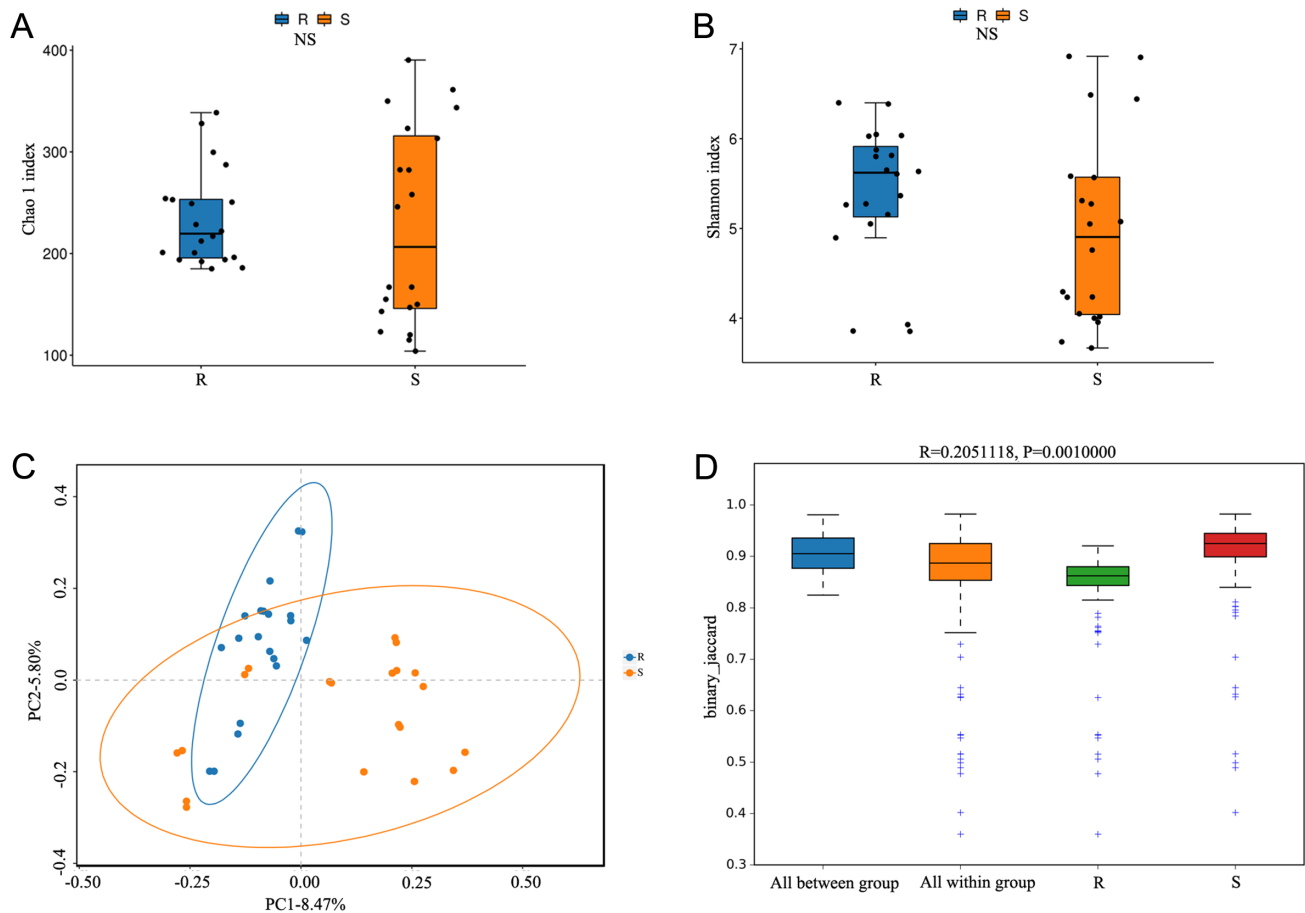 A
R S
NS
400
300
200
100
Chao 1 index
R S
B
R S
NS
7
6
5
4
Shannon index
R S
C
0.4
0.2
0.0
-0.2
-0.4
PC2-5.80%
-0.50 -0.25 0.00 0.25 0.50
PC1-8.47%
R
S
D
R=0.2051118, P=0.0010000
1.0
0.9
0.8
0.7
0.6
0.5
0.4
0.3
binary_jaccard
All between group All within group R S